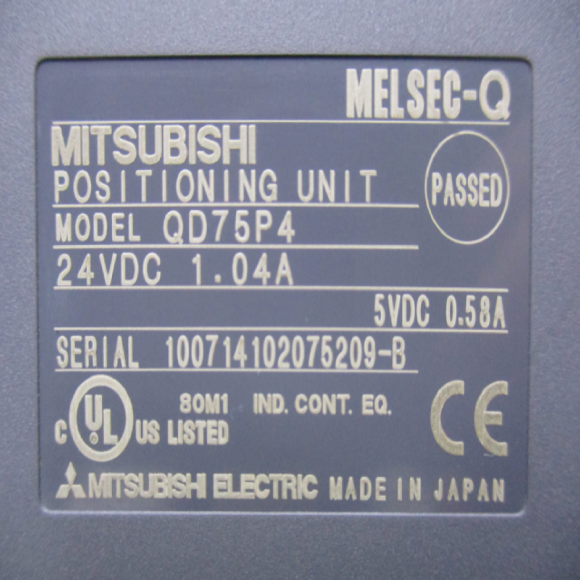 MELSEC-Q
MITSUBISHI
POSITIONING UNIT
PASSED
MODEL QD75P4
24VDC 1.04A
5VDC 0.58A
SERIAL 100714102075209-B
80M1 IND. CONT. EQ.
C UL US LISTED
CE
MITSUBISHI ELECTRIC MADE IN JAPAN